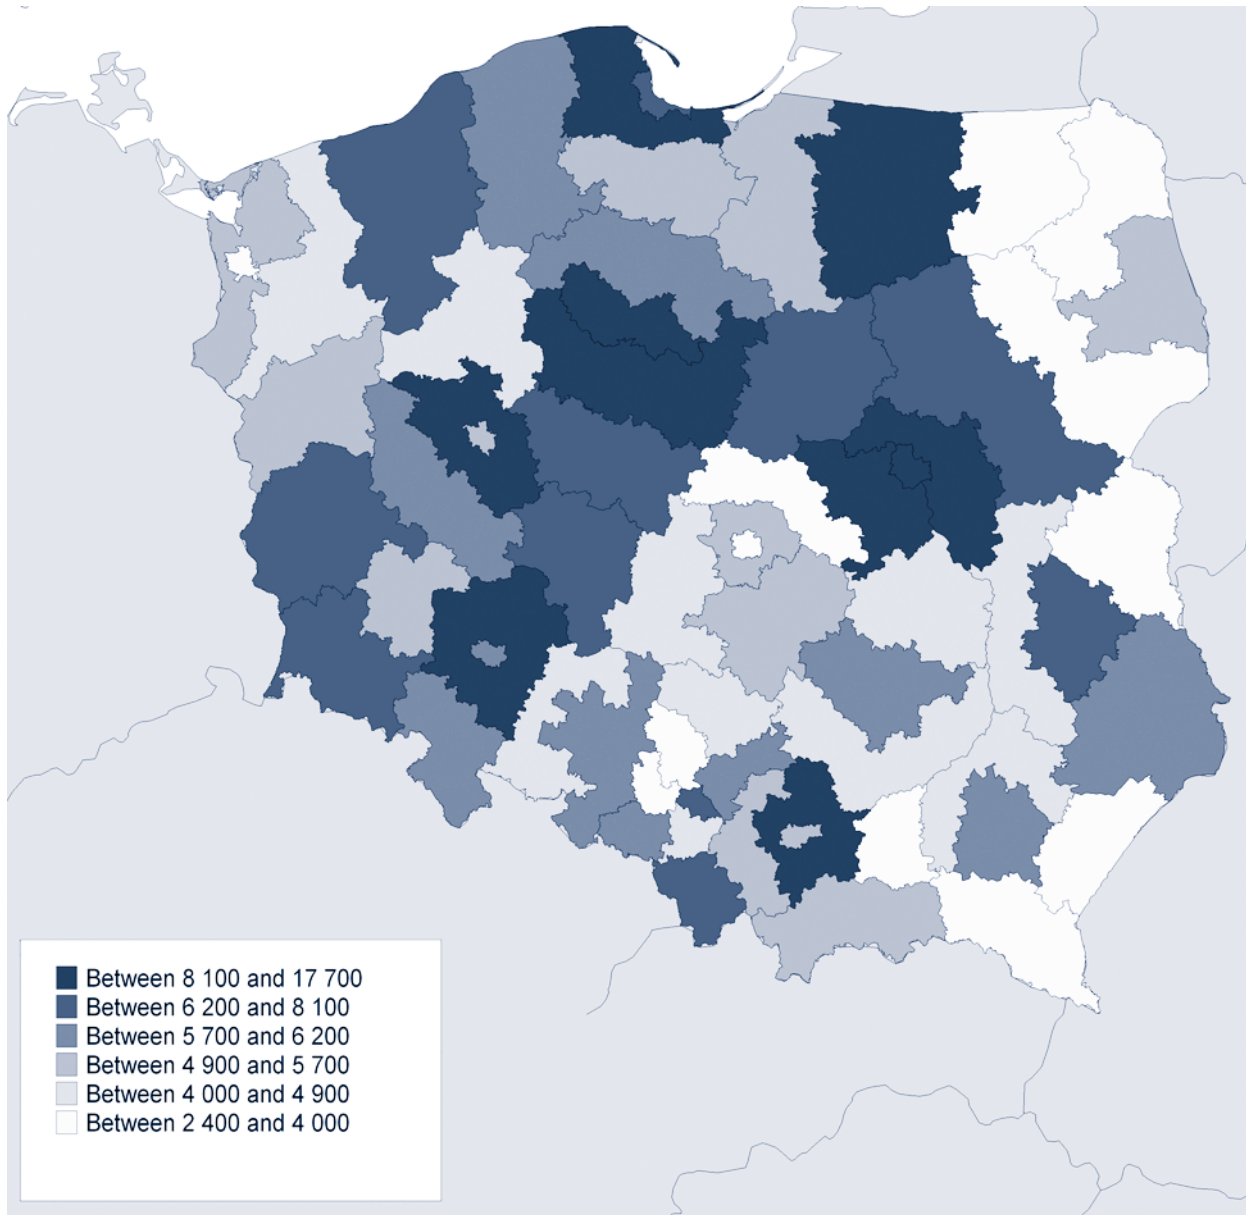 Between 8 100 and 17 700
Between 6 200 and 8 100
Between 5 700 and 6 200
Between 4 900 and 5 700
Between 4 000 and 4 900
Between 2 400 and 4 000